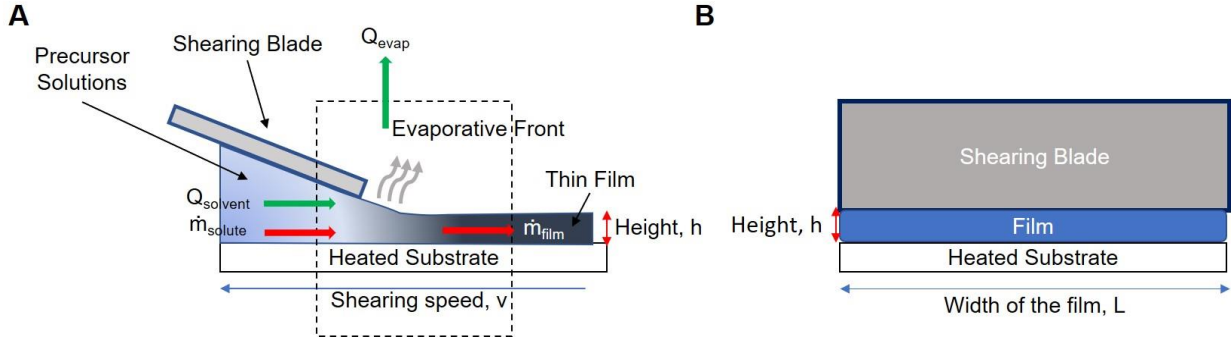 A
B
Precursor
Solutions
Shearing Blade
Q_evap
Evaporative Front
Thin Film
Q_solvent
ṁ_solute
ṁ_film
Height, h
Heated Substrate
Shearing speed, v
Shearing Blade
Height, h
Film
Heated Substrate
Width of the film, L